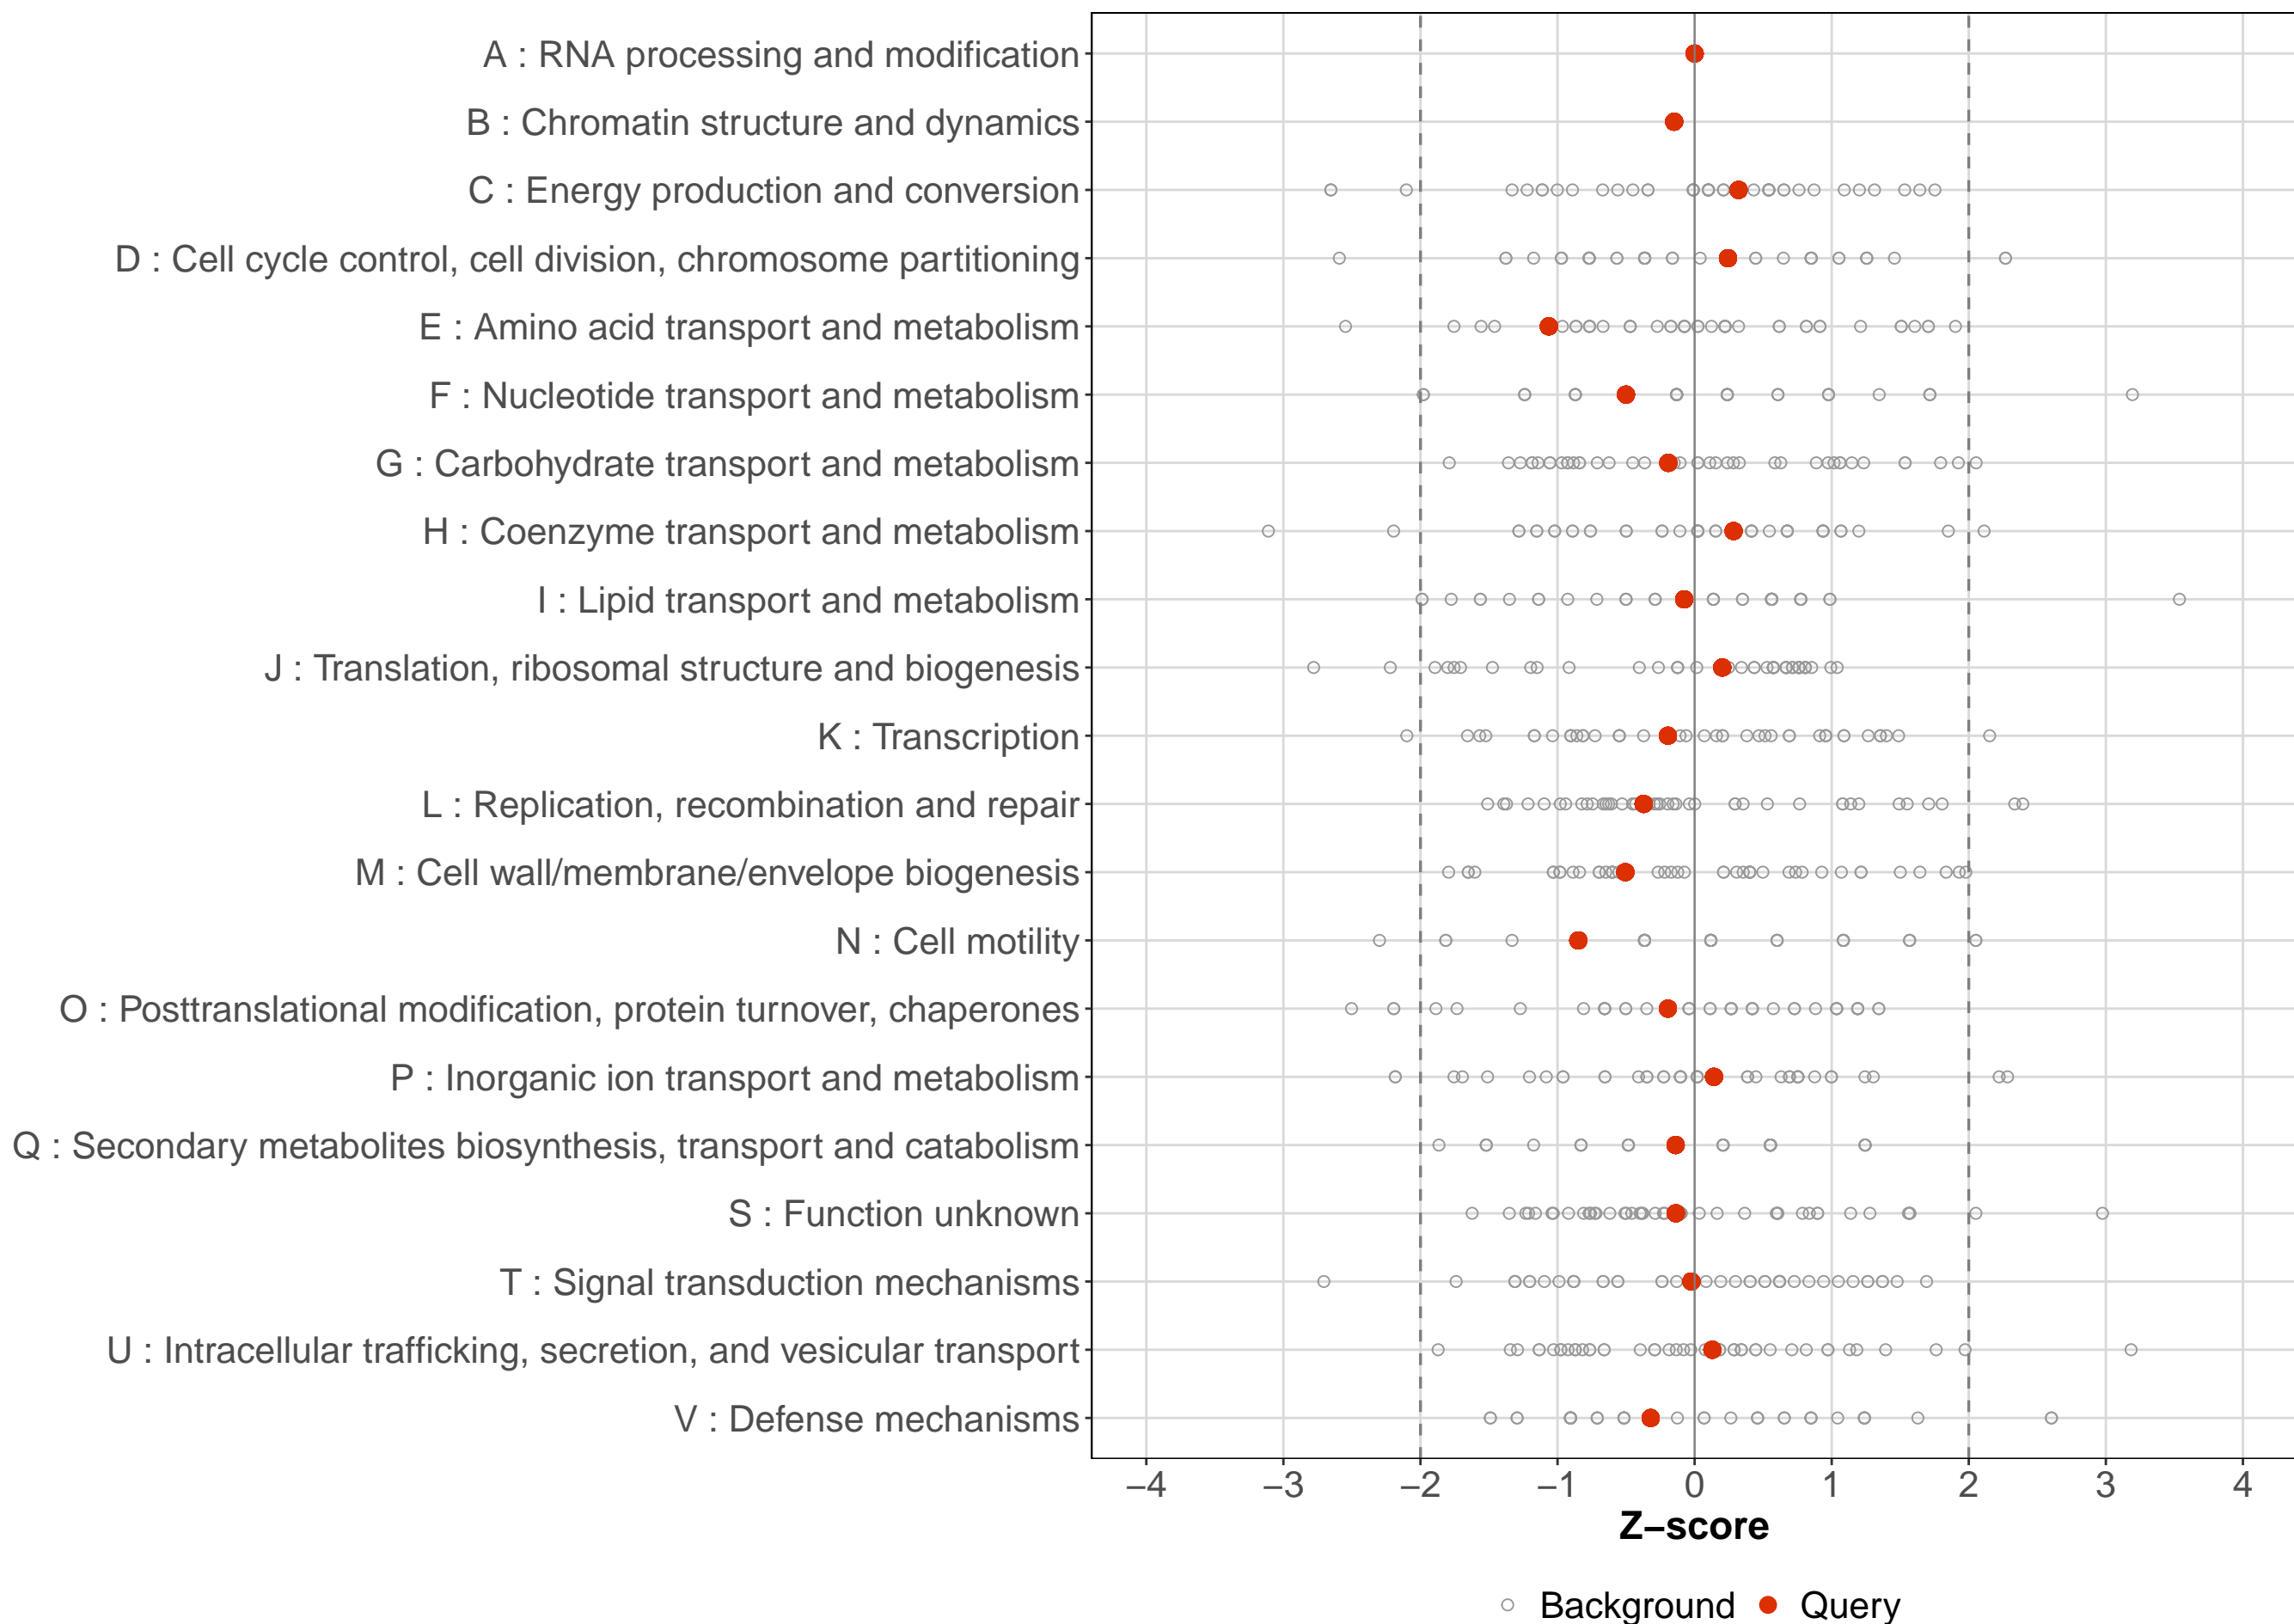 A : RNA processing and modification
B : Chromatin structure and dynamics
C : Energy production and conversion
D : Cell cycle control, cell division, chromosome partitioning
E : Amino acid transport and metabolism
F : Nucleotide transport and metabolism
G : Carbohydrate transport and metabolism
H : Coenzyme transport and metabolism
I : Lipid transport and metabolism
J : Translation, ribosomal structure and biogenesis
K : Transcription
L : Replication, recombination and repair
M : Cell wall/membrane/envelope biogenesis
N : Cell motility
O : Posttranslational modification, protein turnover, chaperones
P : Inorganic ion transport and metabolism
Q : Secondary metabolites biosynthesis, transport and catabolism
S : Function unknown
T : Signal transduction mechanisms
U : Intracellular trafficking, secretion, and vesicular transport
V : Defense mechanisms
−4 −3 −2 −1 0 1 2 3 4
Z−score
Background Query